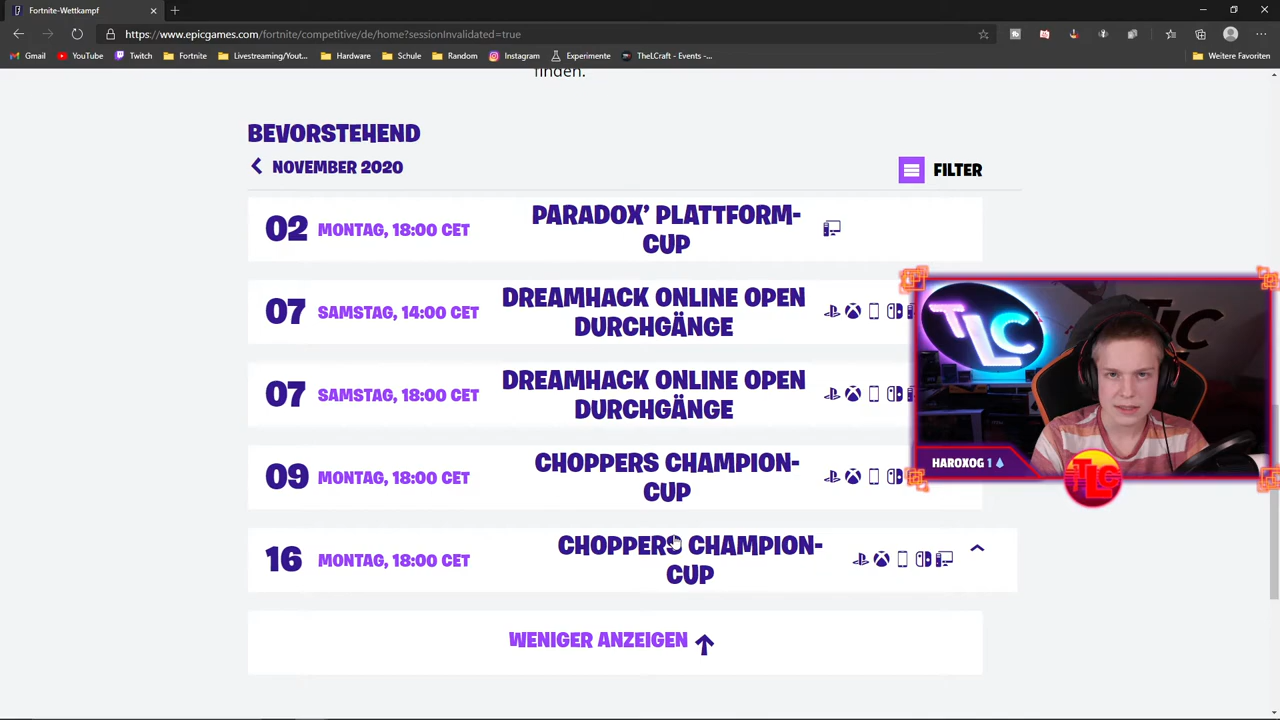 Fortnite-Wettkampf
https://www.epicgames.com/fortnite/competitive/de/home?sessionInvalidated=true
Gmail YouTube Twitch Fortnite Livestreaming/Yout... Hardware Schule Random Instagram Experimente TheLCraft - Events -... Weitere Favoriten
finden.
BEVORSTEHEND
NOVEMBER 2020
FILTER
02 MONTAG, 18:00 CET
PARADOX' PLATTFORM-
CUP
07 SAMSTAG, 14:00 CET
DREAMHACK ONLINE OPEN
DURCHGÄNGE
07 SAMSTAG, 18:00 CET
DREAMHACK ONLINE OPEN
DURCHGÄNGE
09 MONTAG, 18:00 CET
CHOPPERS CHAMPION-
CUP
16 MONTAG, 18:00 CET
CHOPPERS CHAMPION-
CUP
WENIGER ANZEIGEN
TLC
HAROXOG 1
TLC